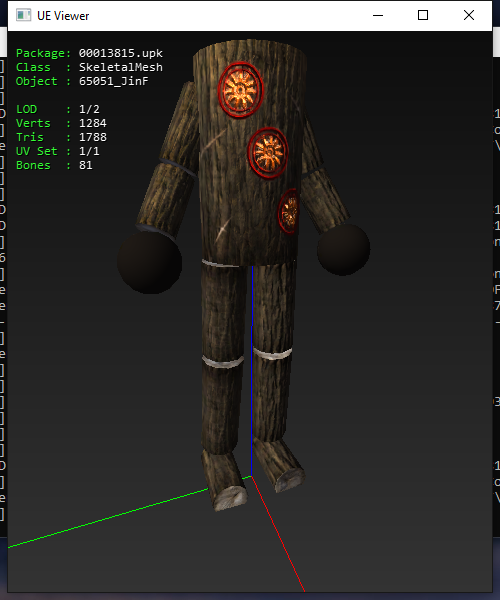 UE Viewer
Package: 00013815.upk
Class : SkeletalMesh
Object : 65051_JinF
LOD : 1/2
Verts : 1284
Tris : 1788
UV Set : 1/1
Bones : 81